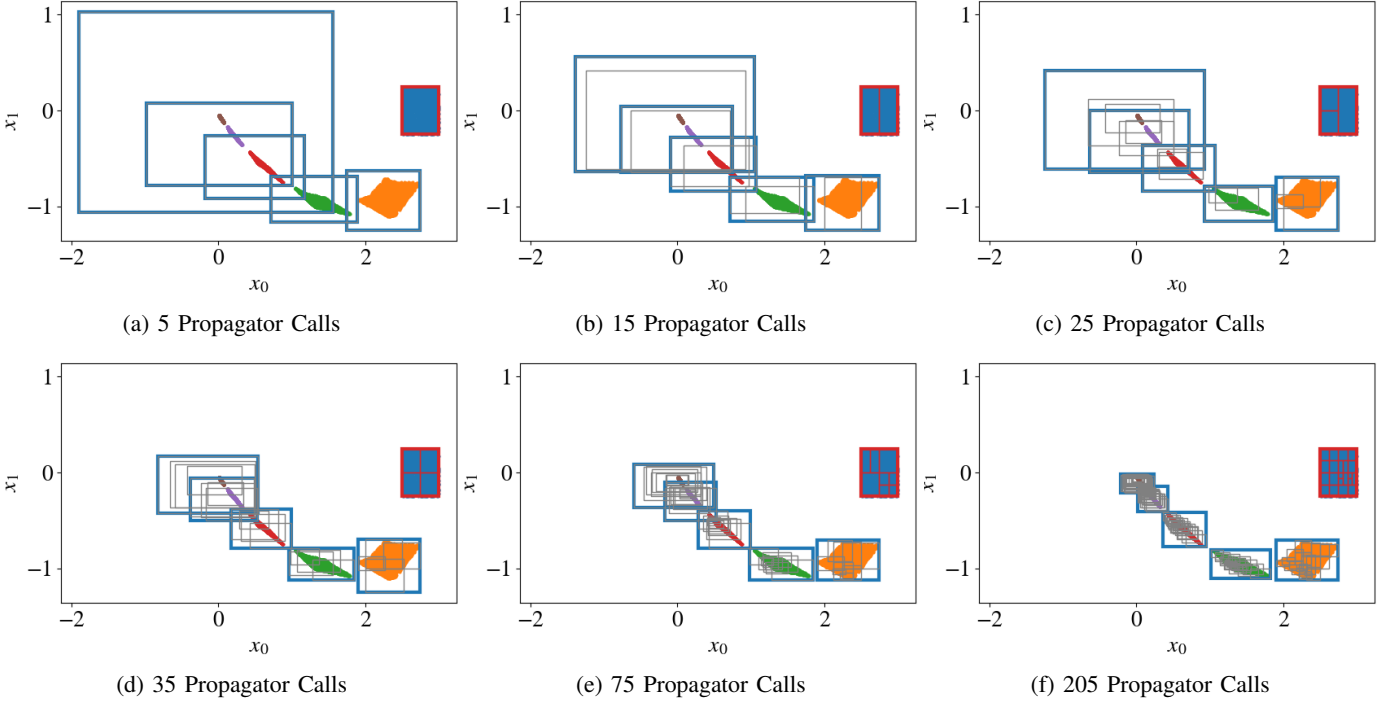 1
0
−1
x₁
−2
0
2
x₀
(a) 5 Propagator Calls
1
0
−1
x₁
−2
0
2
x₀
(b) 15 Propagator Calls
1
0
−1
x₁
−2
0
2
x₀
(c) 25 Propagator Calls
1
0
−1
x₁
−2
0
2
x₀
(d) 35 Propagator Calls
1
0
−1
x₁
−2
0
2
x₀
(e) 75 Propagator Calls
1
0
−1
x₁
−2
0
2
x₀
(f) 205 Propagator Calls